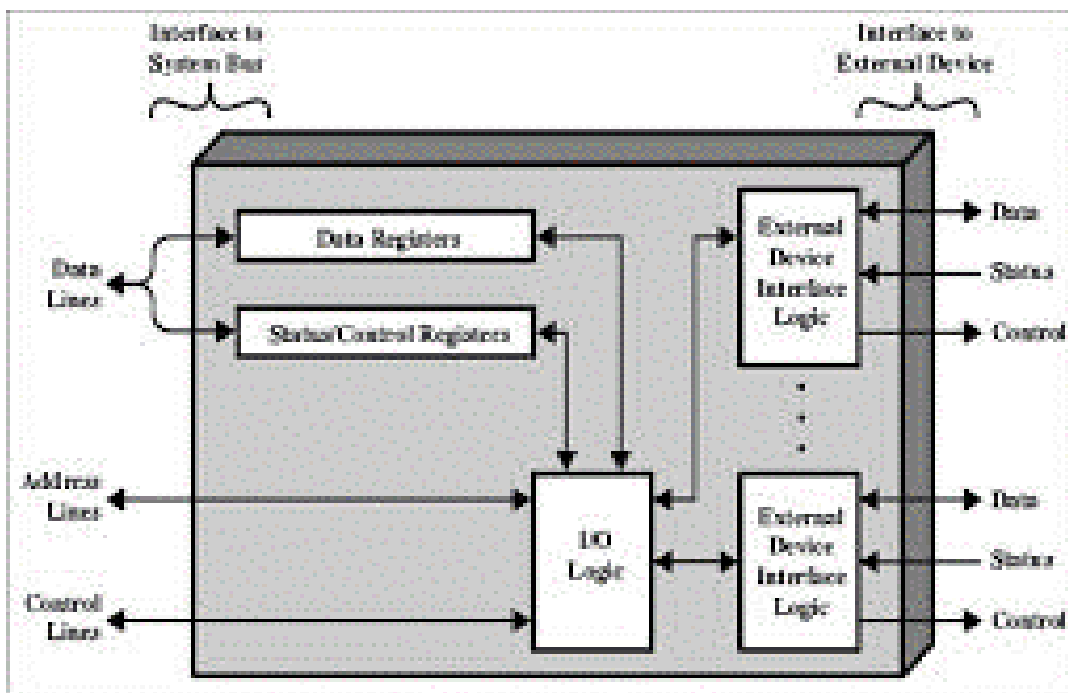 Interface to
System Bus
Interface to
External Device
Data Registers
Data
Lines
Status/Control Registers
External
Device
Interface
Logic
Data
Status
Control
Address
Lines
I/O
Logic
External
Device
Interface
Logic
Data
Status
Control
Control
Lines